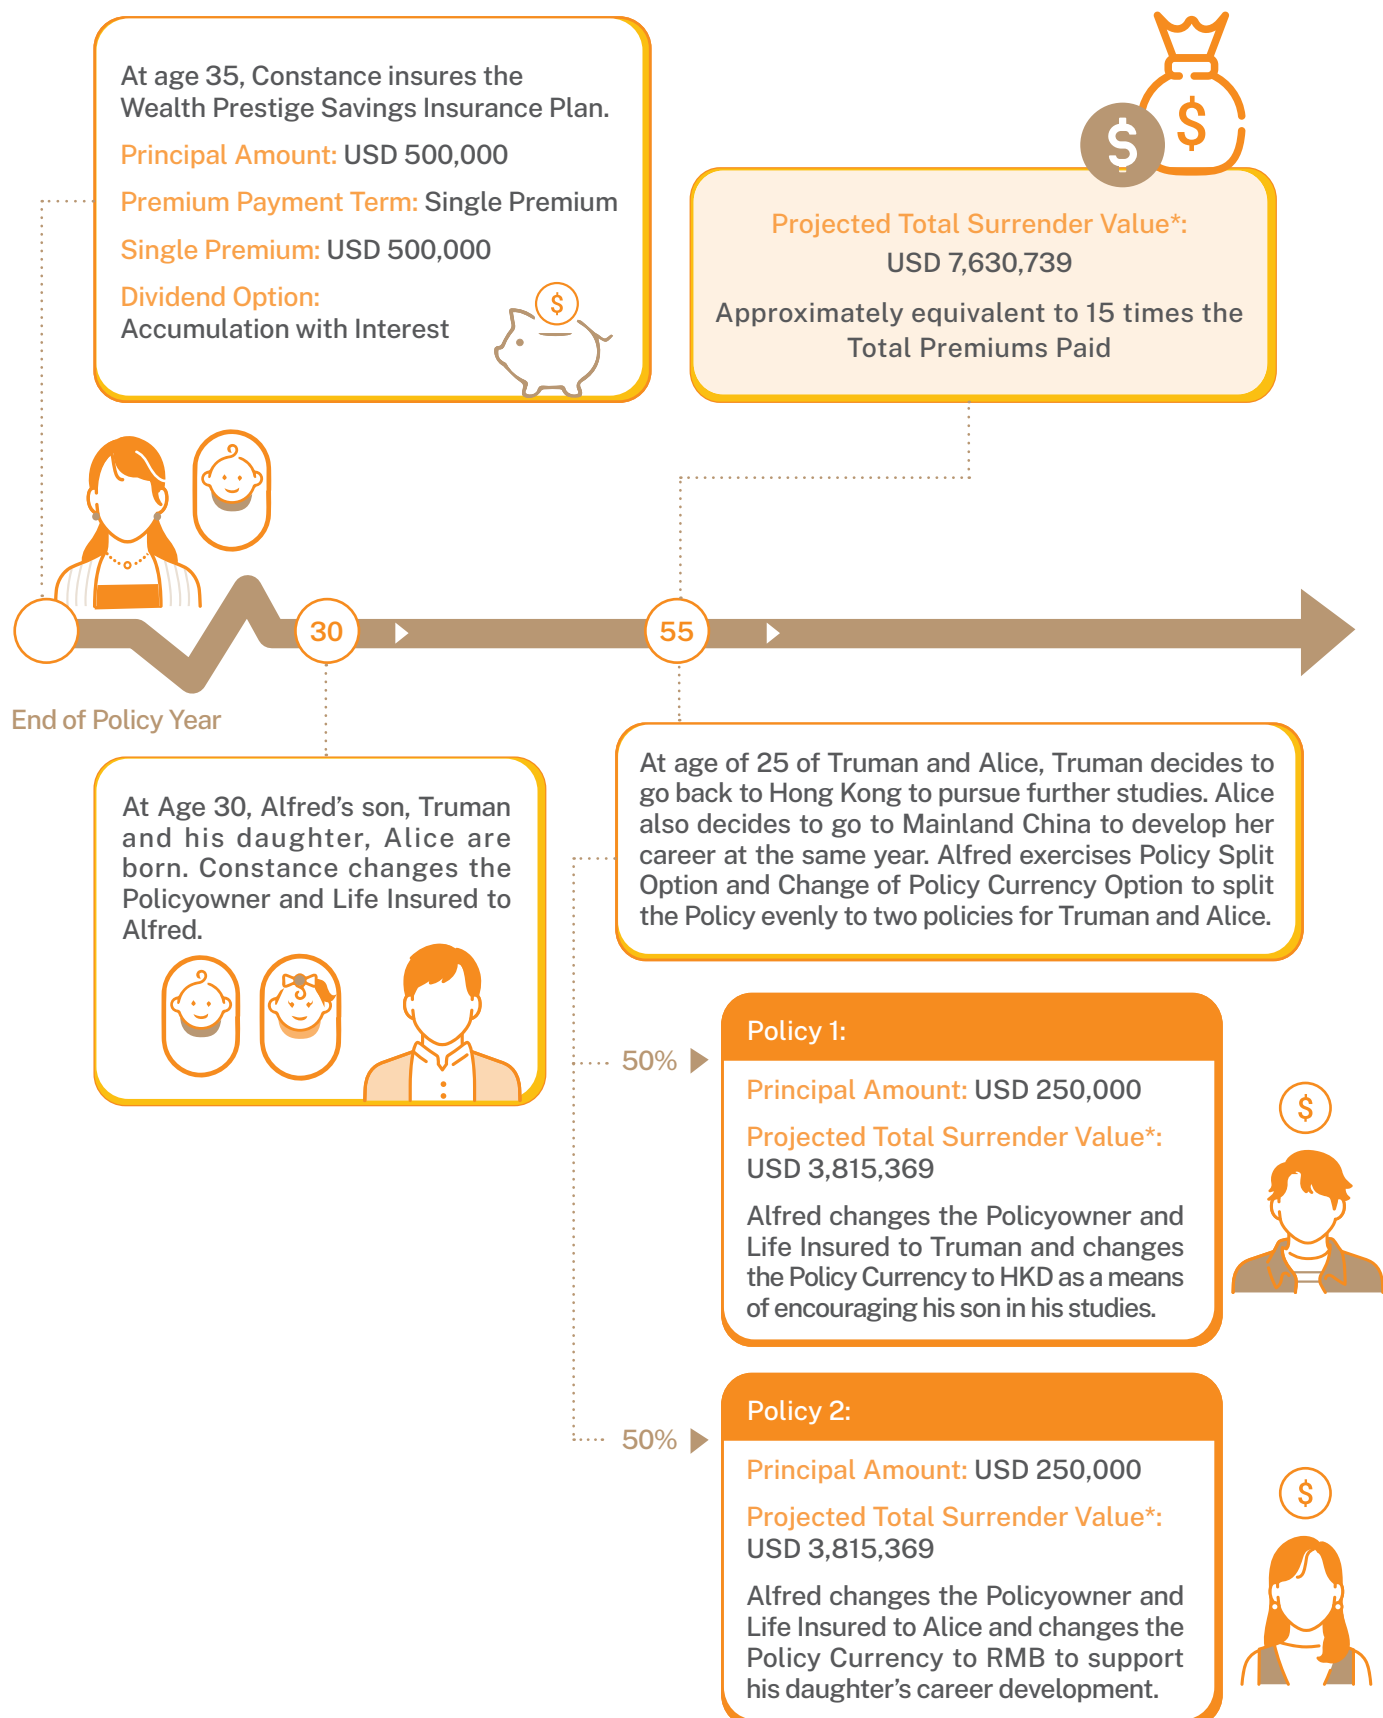 At age 35, Constance insures the
Wealth Prestige Savings Insurance Plan.
Principal Amount: USD 500,000
Premium Payment Term: Single Premium
Single Premium: USD 500,000
Dividend Option:
Accumulation with Interest
$
$
$
Projected Total Surrender Value*:
USD 7,630,739
Approximately equivalent to 15 times the
Total Premiums Paid
30
55
End of Policy Year
At Age 30, Alfred’s son, Truman
and his daughter, Alice are
born. Constance changes the
Policyowner and Life Insured to
Alfred.
At age of 25 of Truman and Alice, Truman decides to
go back to Hong Kong to pursue further studies. Alice
also decides to go to Mainland China to develop her
career at the same year. Alfred exercises Policy Split
Option and Change of Policy Currency Option to split
the Policy evenly to two policies for Truman and Alice.
50%
Policy 1:
Principal Amount: USD 250,000
Projected Total Surrender Value*:
USD 3,815,369
Alfred changes the Policyowner and
Life Insured to Truman and changes
the Policy Currency to HKD as a means
of encouraging his son in his studies.
$
50%
Policy 2:
Principal Amount: USD 250,000
Projected Total Surrender Value*:
USD 3,815,369
Alfred changes the Policyowner and
Life Insured to Alice and changes the
Policy Currency to RMB to support
his daughter’s career development.
$